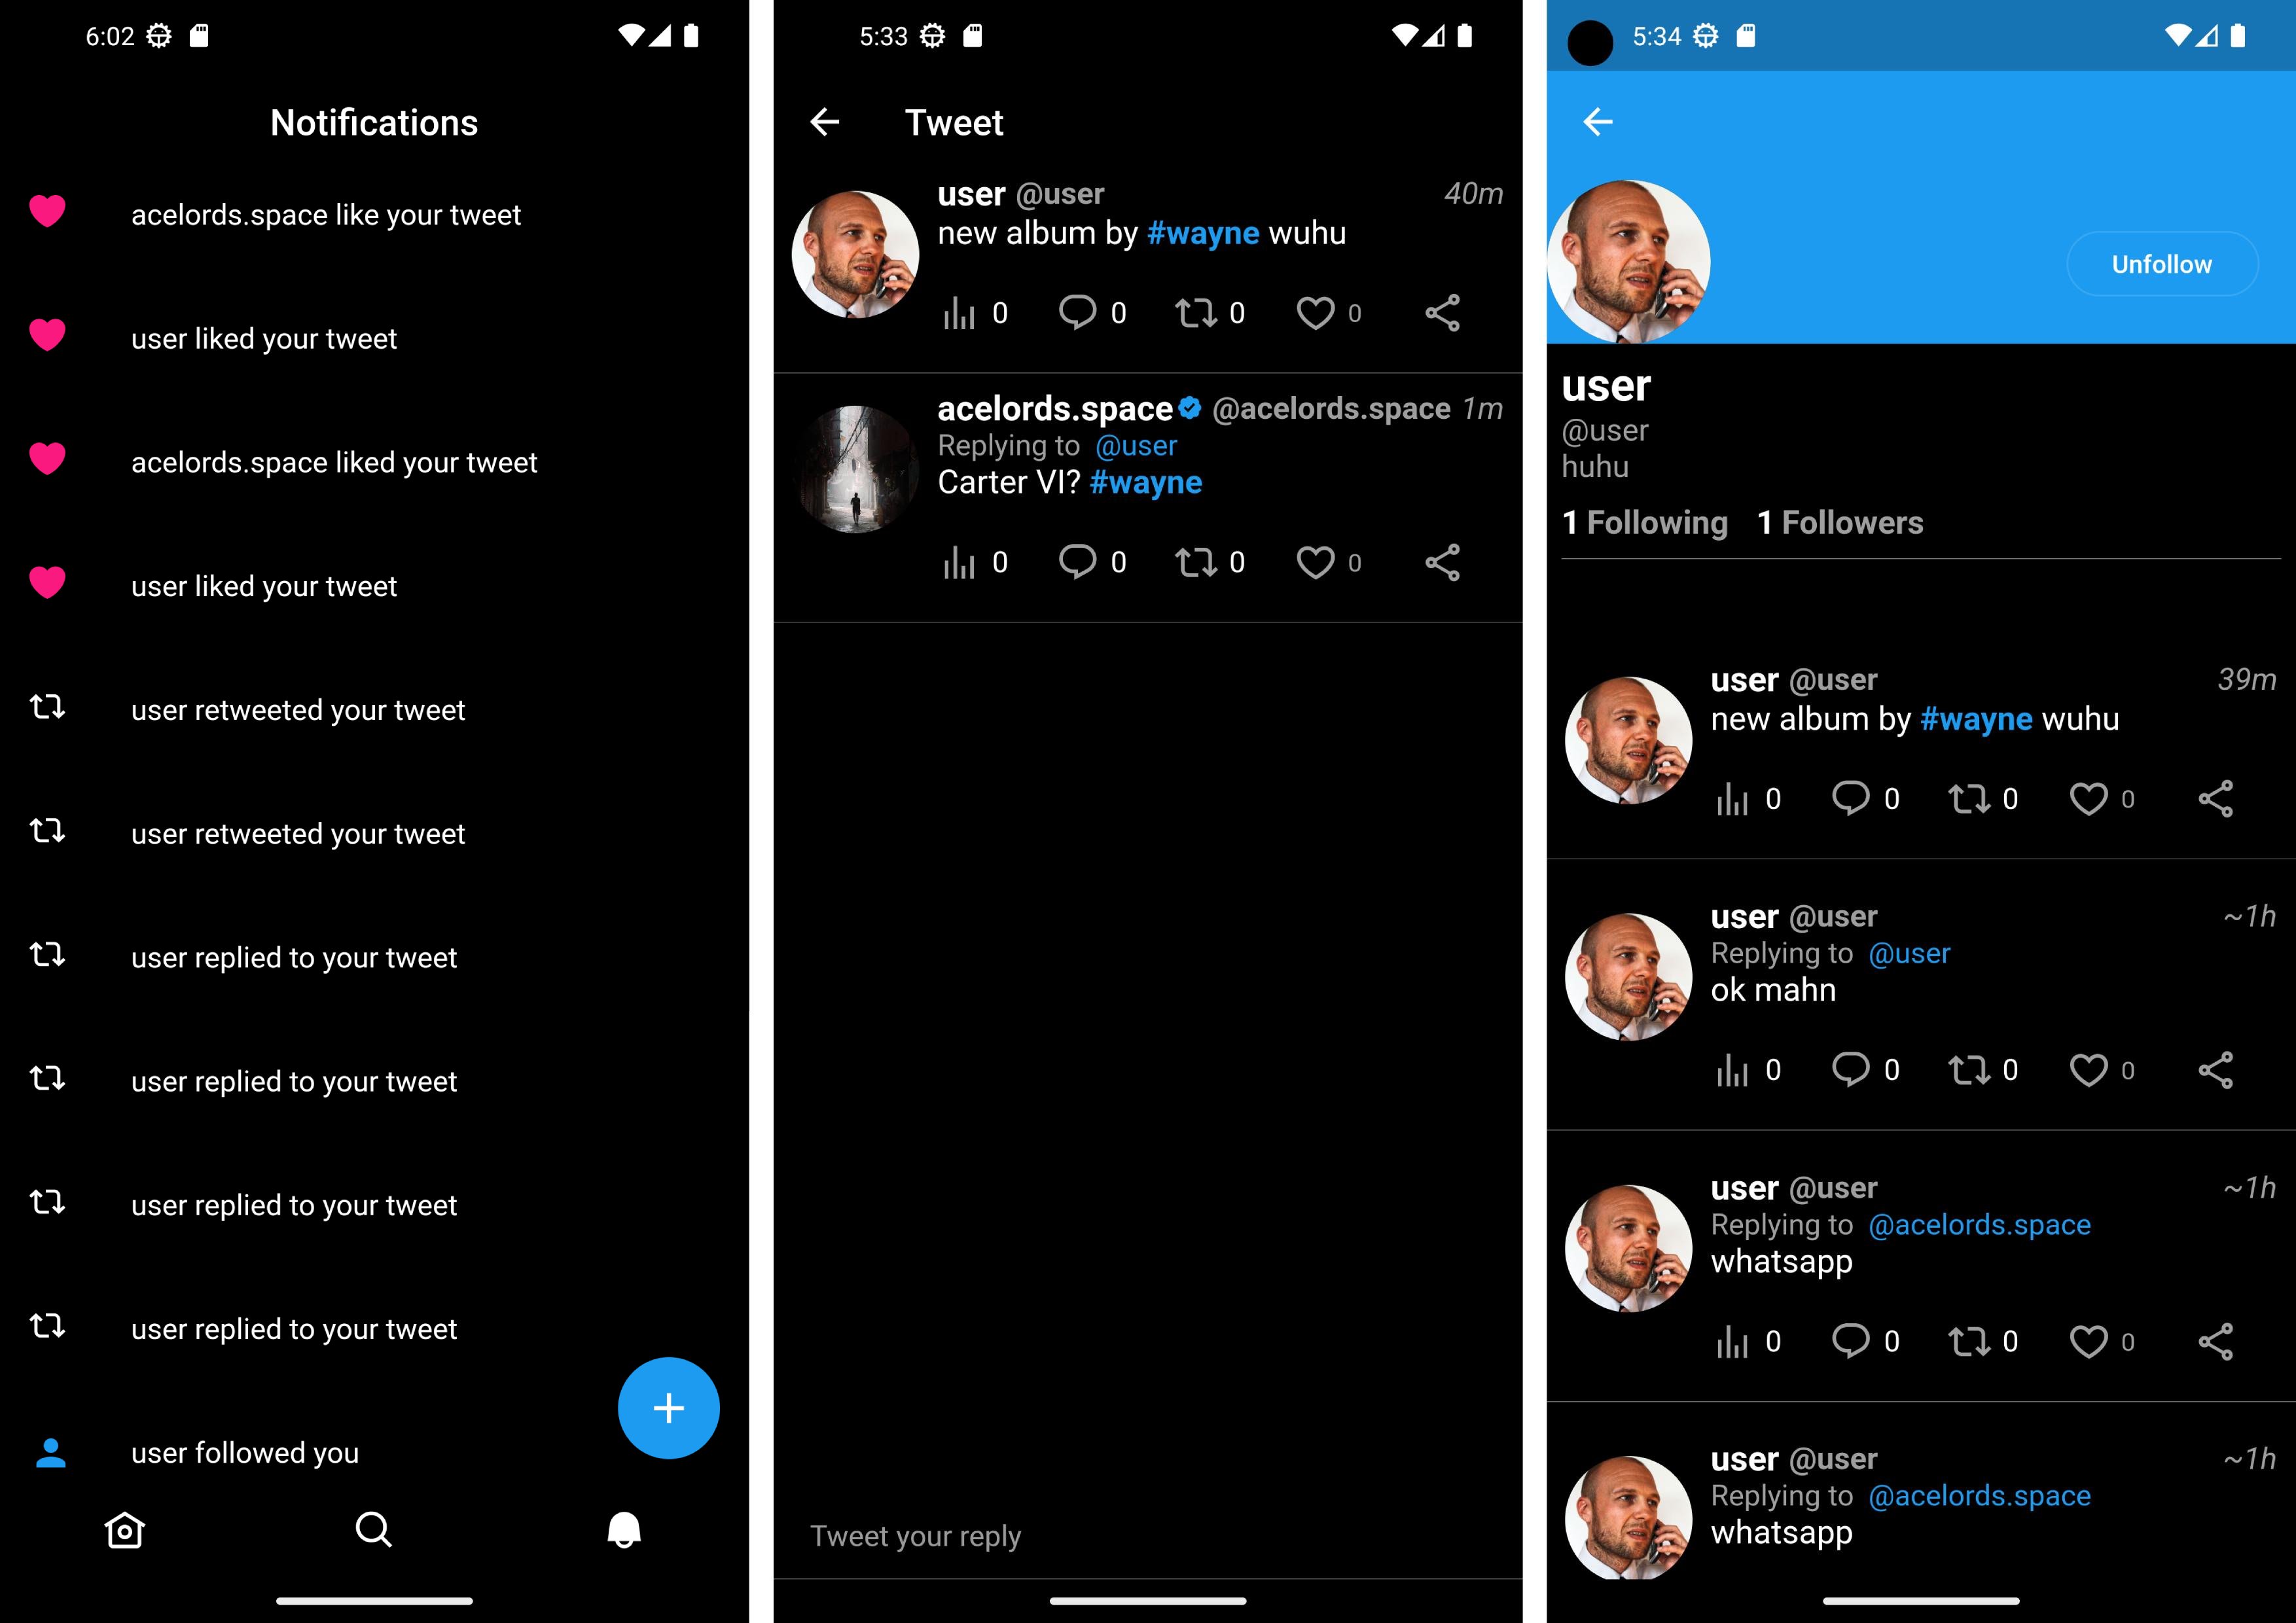 6:02
Notifications
acelords.space like your tweet
user liked your tweet
acelords.space liked your tweet
user liked your tweet
user retweeted your tweet
user retweeted your tweet
user replied to your tweet
user replied to your tweet
user replied to your tweet
user replied to your tweet
user followed you
5:33
Tweet
user @user 40m
new album by #wayne wuhu
0 0 0 0
acelords.space @acelords.space 1m
Replying to @user
Carter VI? #wayne
0 0 0 0
Tweet your reply
5:34
Unfollow
user
@user
huhu
1 Following 1 Followers
user @user 39m
new album by #wayne wuhu
0 0 0 0
user @user ~1h
Replying to @user
ok mahn
0 0 0 0
user @user ~1h
Replying to @acelords.space
whatsapp
0 0 0 0
user @user ~1h
Replying to @acelords.space
whatsapp